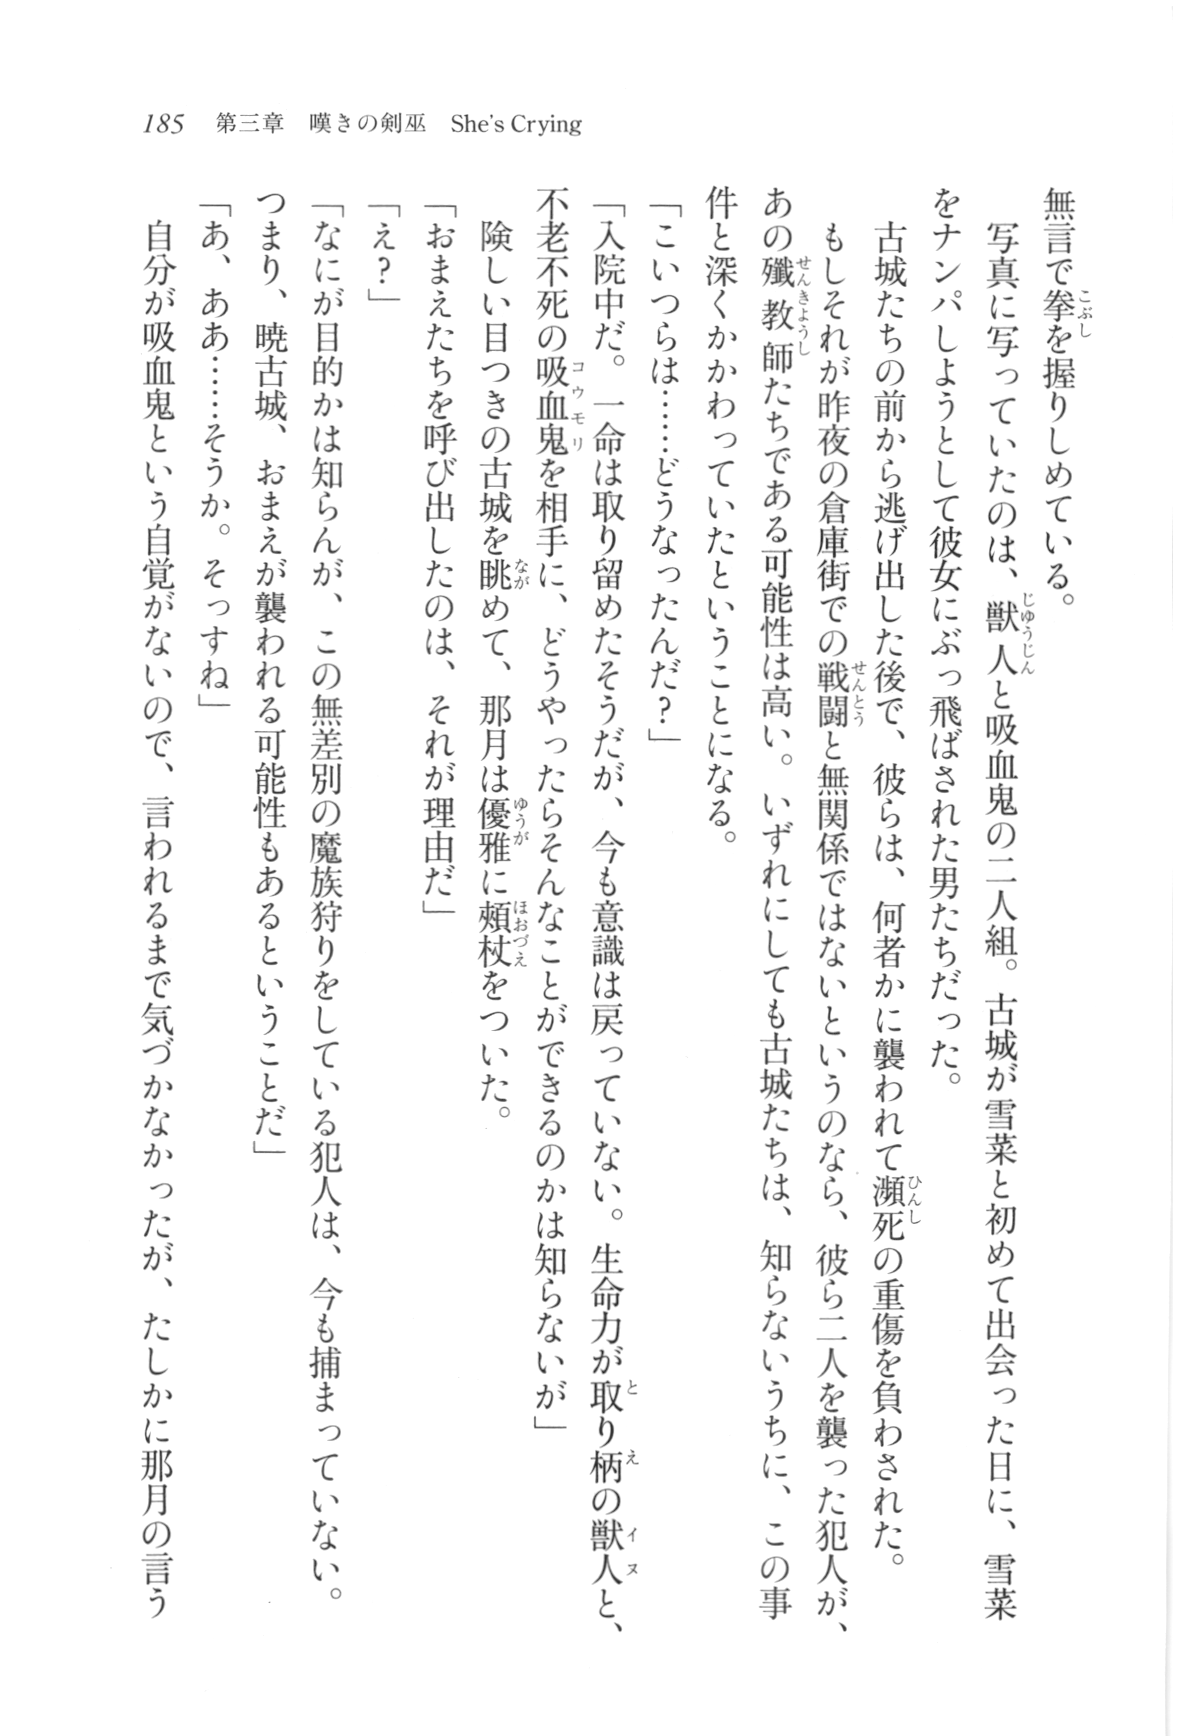 185 第三章 嘆きの剣巫 She's Crying
無言で拳を握りしめている。
写真に写っていたのは、獣人と吸血鬼の二人組。古城が雪菜と初めて出会った日に、雪菜
をナンパしようとして彼女にぶっ飛ばされた男たちだった。
古城たちの前から逃げ出した後で、彼らは、何者かに襲われて瀕死の重傷を負わされた。
もしそれが昨夜の倉庫街での戦闘と無関係ではないというのなら、彼ら二人を襲った犯人が、
あの殲教師たちである可能性は高い。いずれにしても古城たちは、知らないうちに、この事
件と深くかかわっていたということになる。
「こいつらは……どうなったんだ？」
「入院中だ。一命は取り留めたそうだが、今も意識は戻っていない。生命力が取り柄の獣人と、
不老不死の吸血鬼を相手に、どうやったらそんなことができるのかは知らないが」
険しい目つきの古城を眺めて、那月は優雅に頬杖をついた。
「おまえたちを呼び出したのは、それが理由だ」
「え？」
「なにが目的かは知らんが、この無差別の魔族狩りをしている犯人は、今も捕まっていない。
つまり、暁古城、おまえが襲われる可能性もあるということだ」
「あ、ああ……そうか。そっすね」
自分が吸血鬼という自覚がないので、言われるまで気づかなかったが、たしかに那月の言う